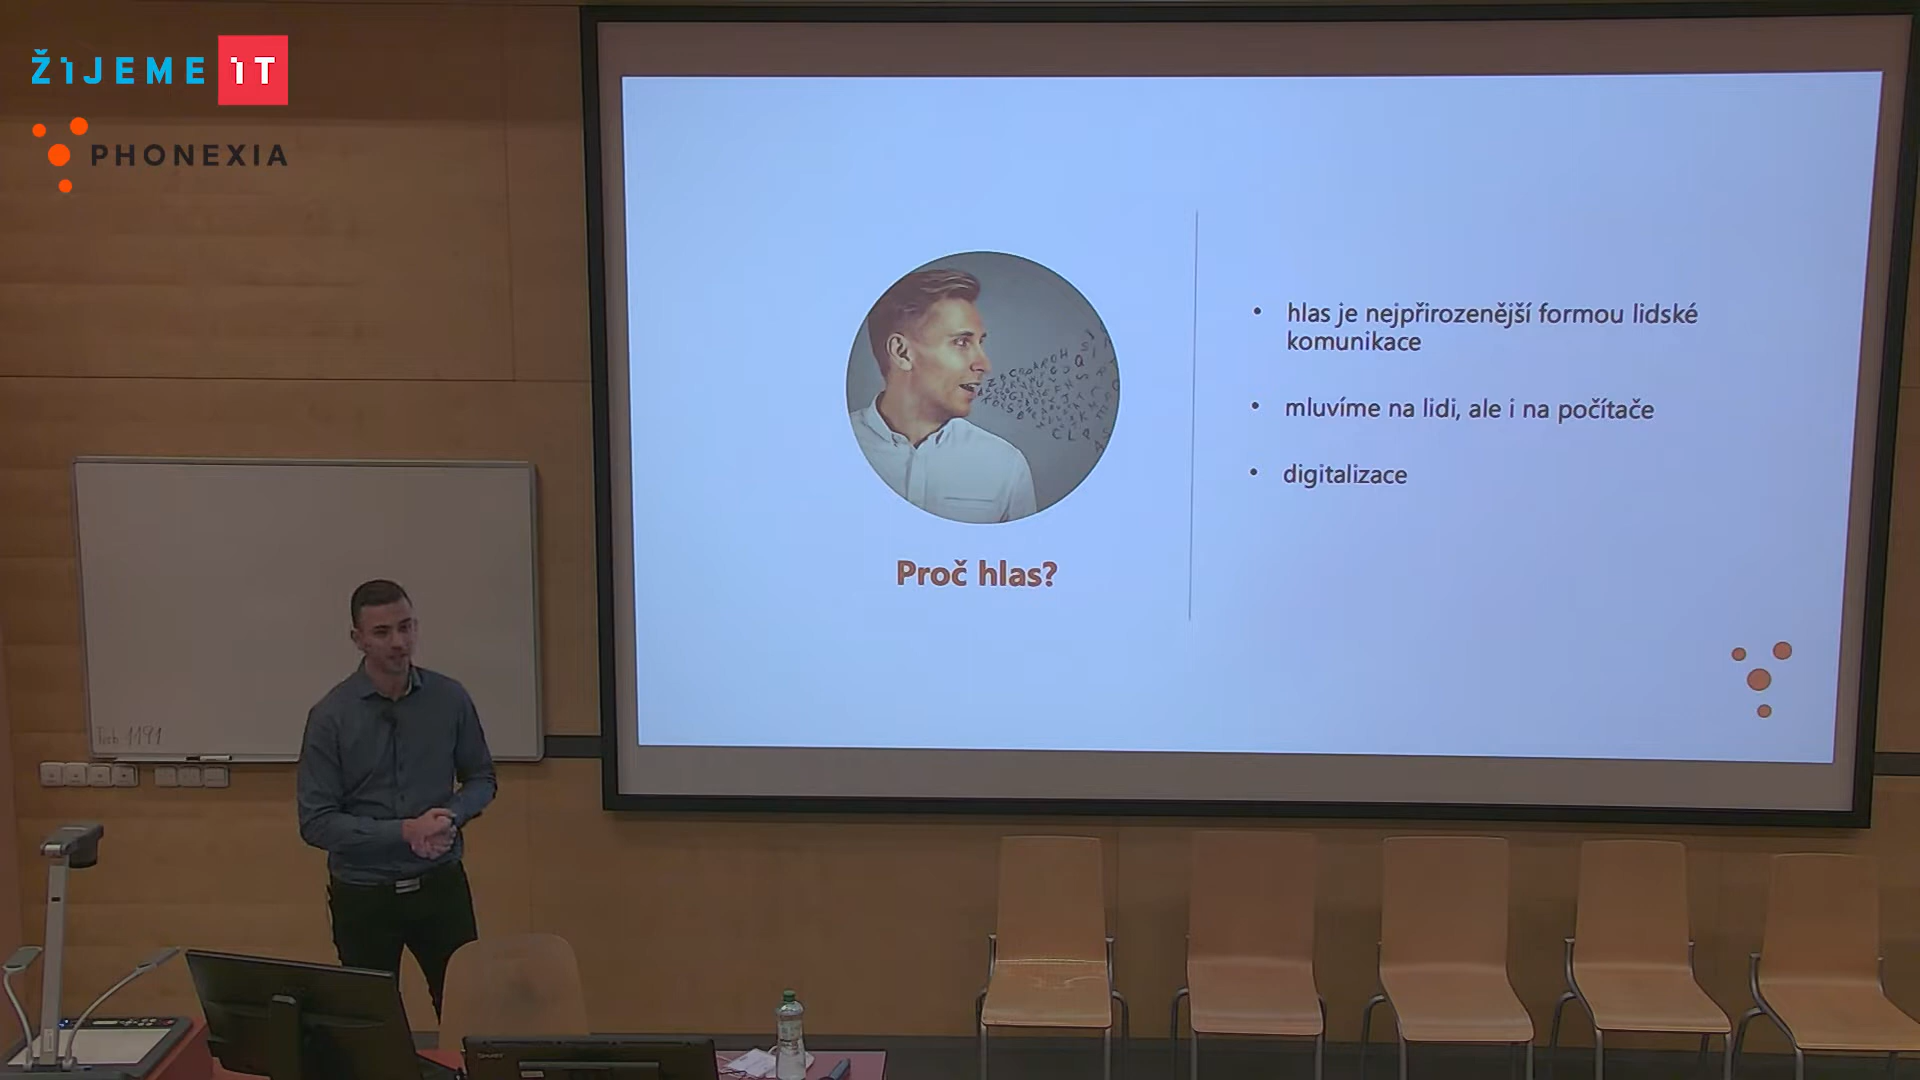 ŽIJEME IT
PHONEXIA
hlas je nejpřirozenější formou lidské
komunikace
mluvíme na lidi, ale i na počítače
digitalizace
Proč hlas?